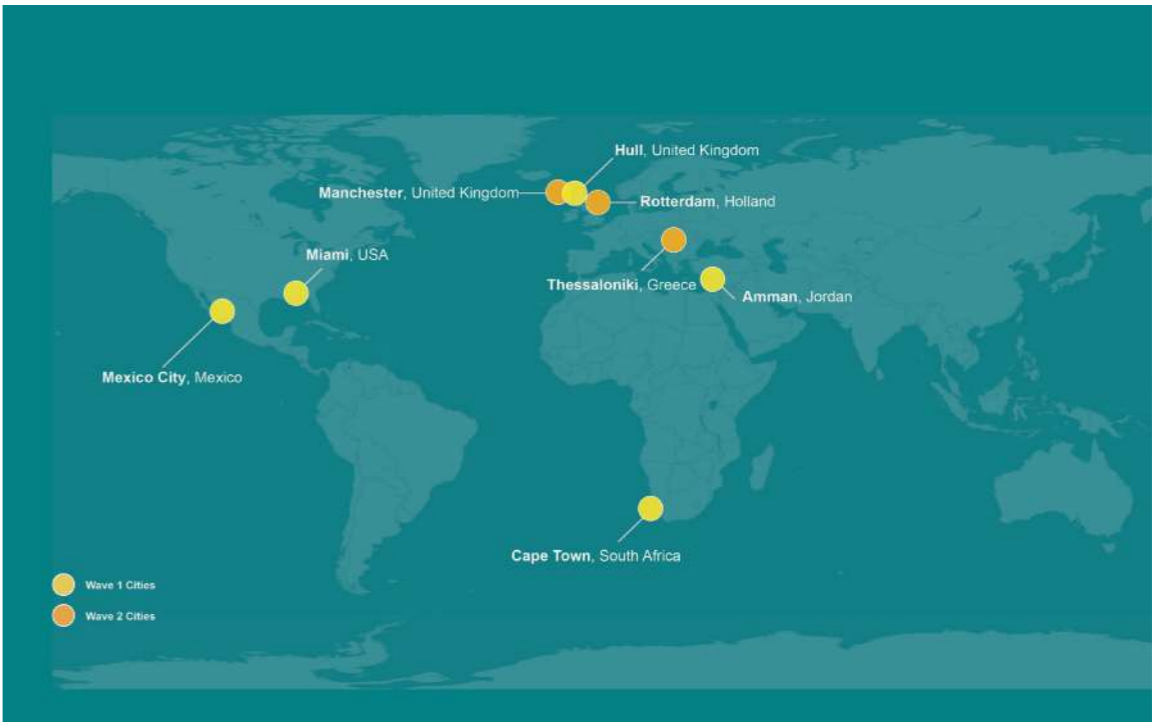 Hull, United Kingdom
Manchester, United Kingdom
Rotterdam, Holland
Miami, USA
Thessaloniki, Greece
Amman, Jordan
Mexico City, Mexico
Cape Town, South Africa
Wave 1 Cities
Wave 2 Cities